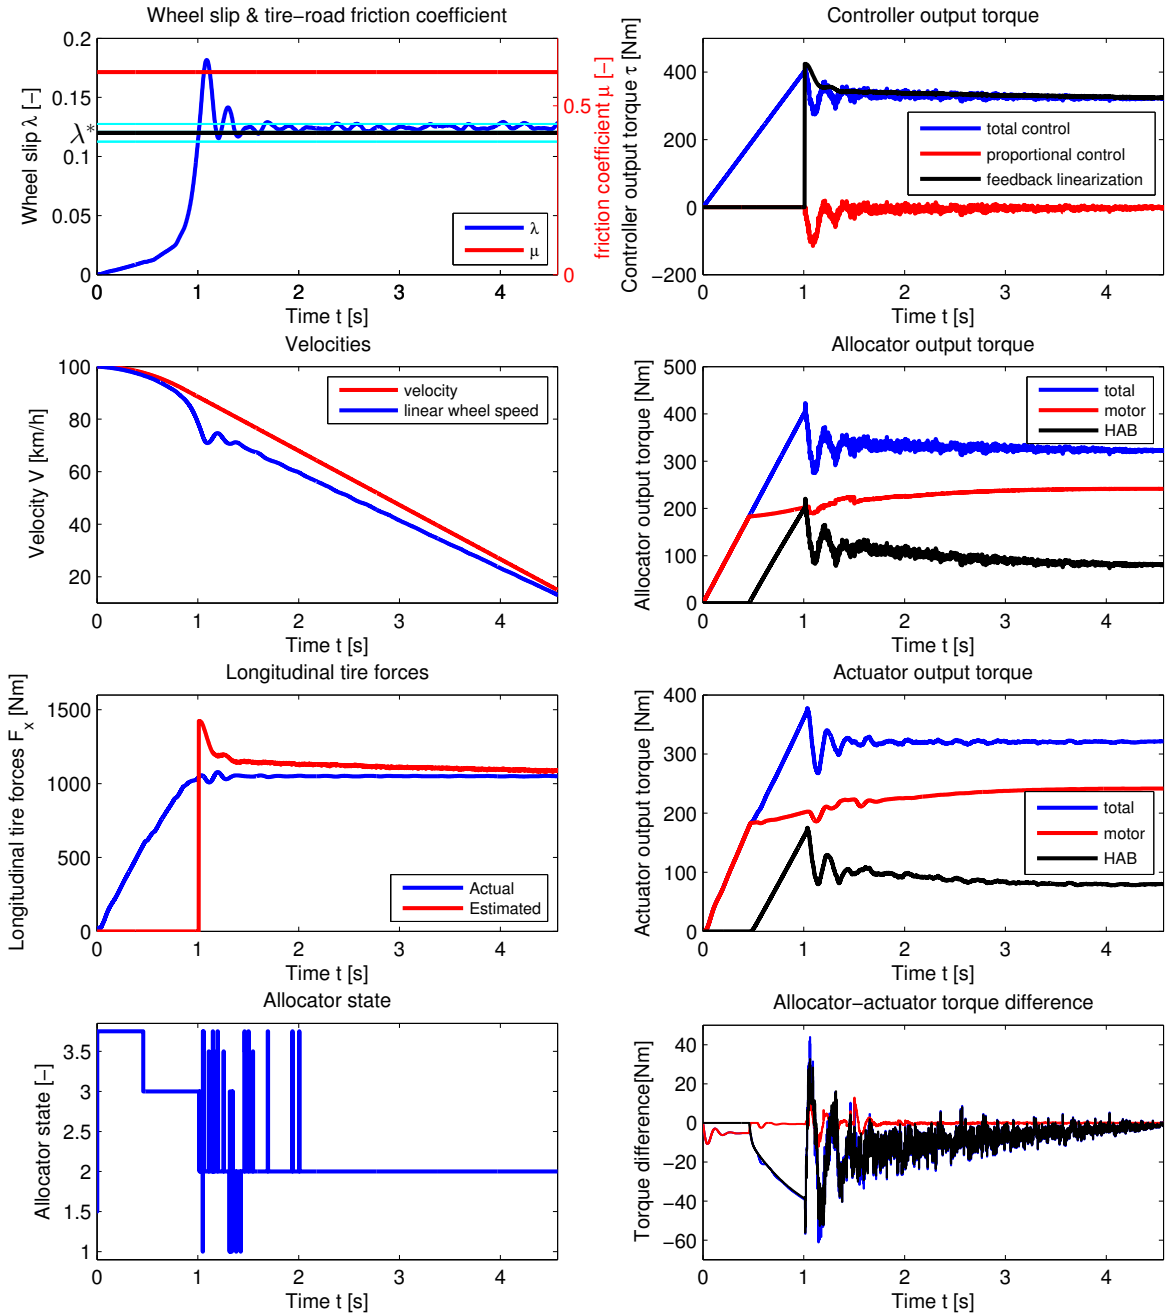 Wheel slip & tire−road friction coefficient
Wheel slip λ [−]
0.2
0.15
λ*
0.1
0.05
0
0.5
0
friction coefficient μ [−]
λ
μ
0 1 2 3 4
Time t [s]
Controller output torque
Controller output torque τ [Nm]
400
200
0
−200
total control
proportional control
feedback linearization
0 1 2 3 4
Time t [s]
Velocities
Velocity V [km/h]
100
80
60
40
20
velocity
linear wheel speed
0 1 2 3 4
Time t [s]
Allocator output torque
Allocator output torque [Nm]
500
400
300
200
100
0
total
motor
HAB
0 1 2 3 4
Time t [s]
Longitudinal tire forces
Longitudinal tire forces F_x [Nm]
1500
1000
500
0
Actual
Estimated
0 1 2 3 4
Time t [s]
Actuator output torque
Actuator output torque [Nm]
400
300
200
100
0
total
motor
HAB
0 1 2 3 4
Time t [s]
Allocator state
Allocator state [−]
3.5
3
2.5
2
1.5
1
0 1 2 3 4
Time t [s]
Allocator−actuator torque difference
Torque difference[Nm]
40
20
0
−20
−40
−60
0 1 2 3 4
Time t [s]